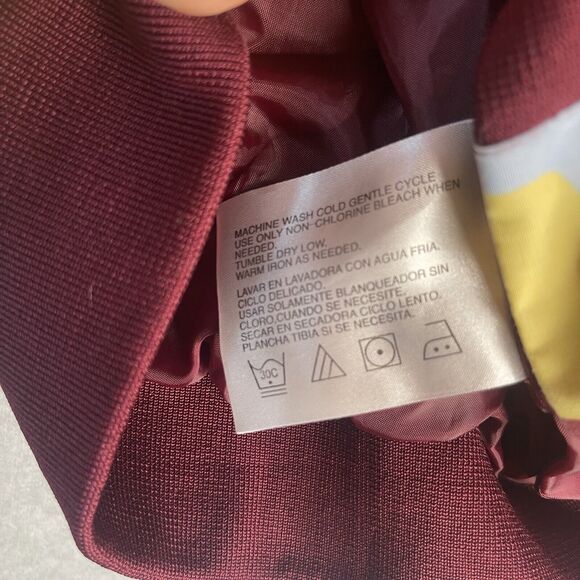 MACHINE WASH COLD GENTLE CYCLE
USE ONLY NON-CHLORINE BLEACH WHEN
NEEDED.
TUMBLE DRY LOW.
WARM IRON AS NEEDED.
LAVAR EN LAVADORA CON AGUA FRIA.
CICLO DELICADO.
USAR SOLAMENTE BLANQUEADOR SIN
CLORO,CUANDO SE NECESITE.
SECAR EN SECADORA CICLO LENTO.
PLANCHA TIBIA SI SE NECESITA.
30C